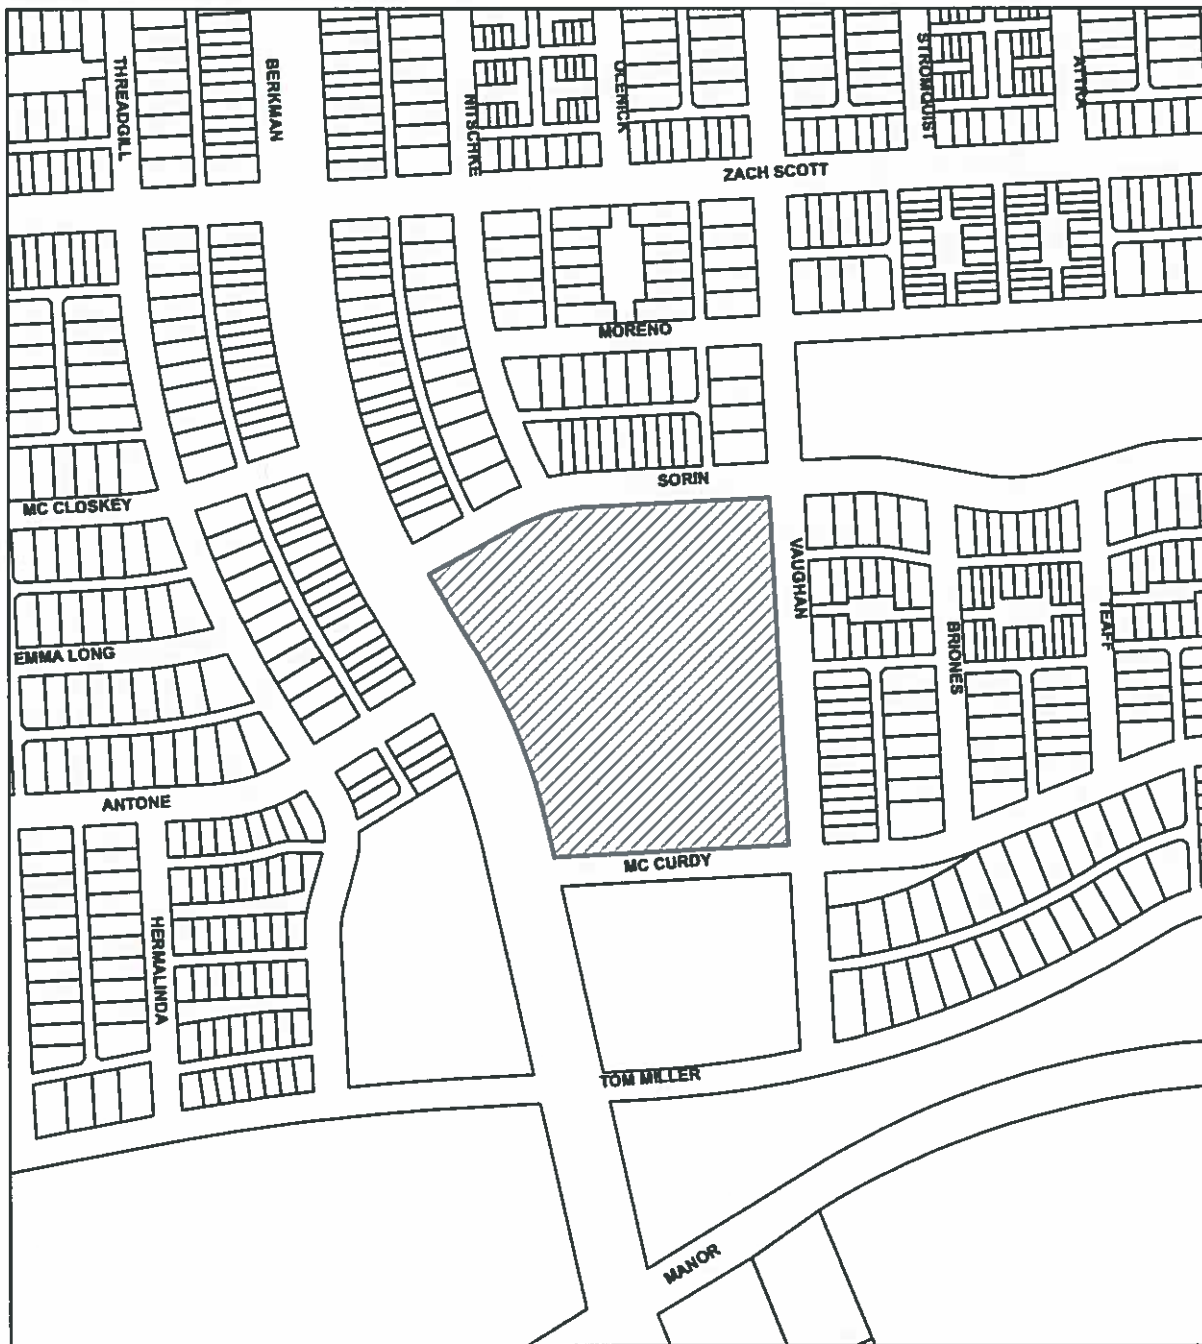 THREADGILL
BERKMAN
NITSCHKE
OLENICK
STROMQUIST
ATTRA
ZACH SCOTT
MORENO
SORIN
MC CLOSKEY
VAUGHAN
TEAFF
BRIONES
EMMA LONG
ANTONE
MC CURDY
HERMALINDA
TOM MILLER
MANOR